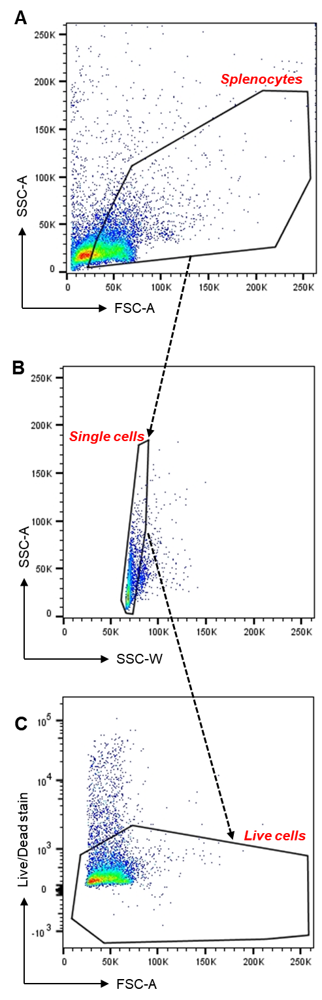 A
250K
200K
Splenocytes
150K
100K
50K
0
SSC-A
0 50K 100K 150K 200K 250K
FSC-A
B
250K
200K
Single cells
150K
100K
50K
0
SSC-A
0 50K 100K 150K 200K 250K
SSC-W
C
10^5
10^4
Live cells
10^3
0
-10^3
Live/Dead stain
0 50K 100K 150K 200K 250K
FSC-A